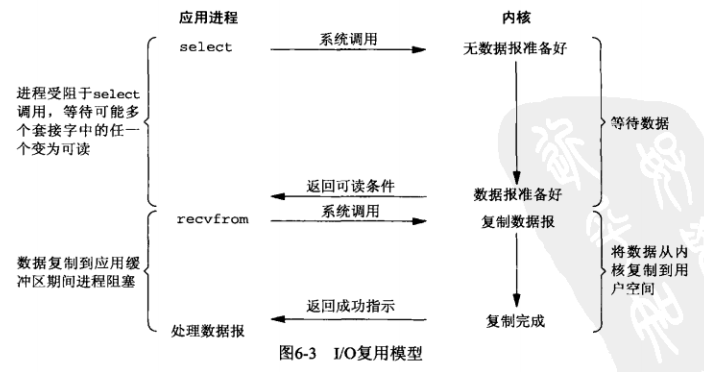 应用进程
内核
select
系统调用
无数据报准备好
进程受阻于select
调用，等待可能多
个套接字中的任一
个变为可读
等待数据
返回可读条件
数据报准备好
recvfrom
系统调用
复制数据报
数据复制到应用缓
冲区期间进程阻塞
将数据从内
核复制到用
户空间
返回成功指示
复制完成
处理数据报
图6-3 I/O复用模型